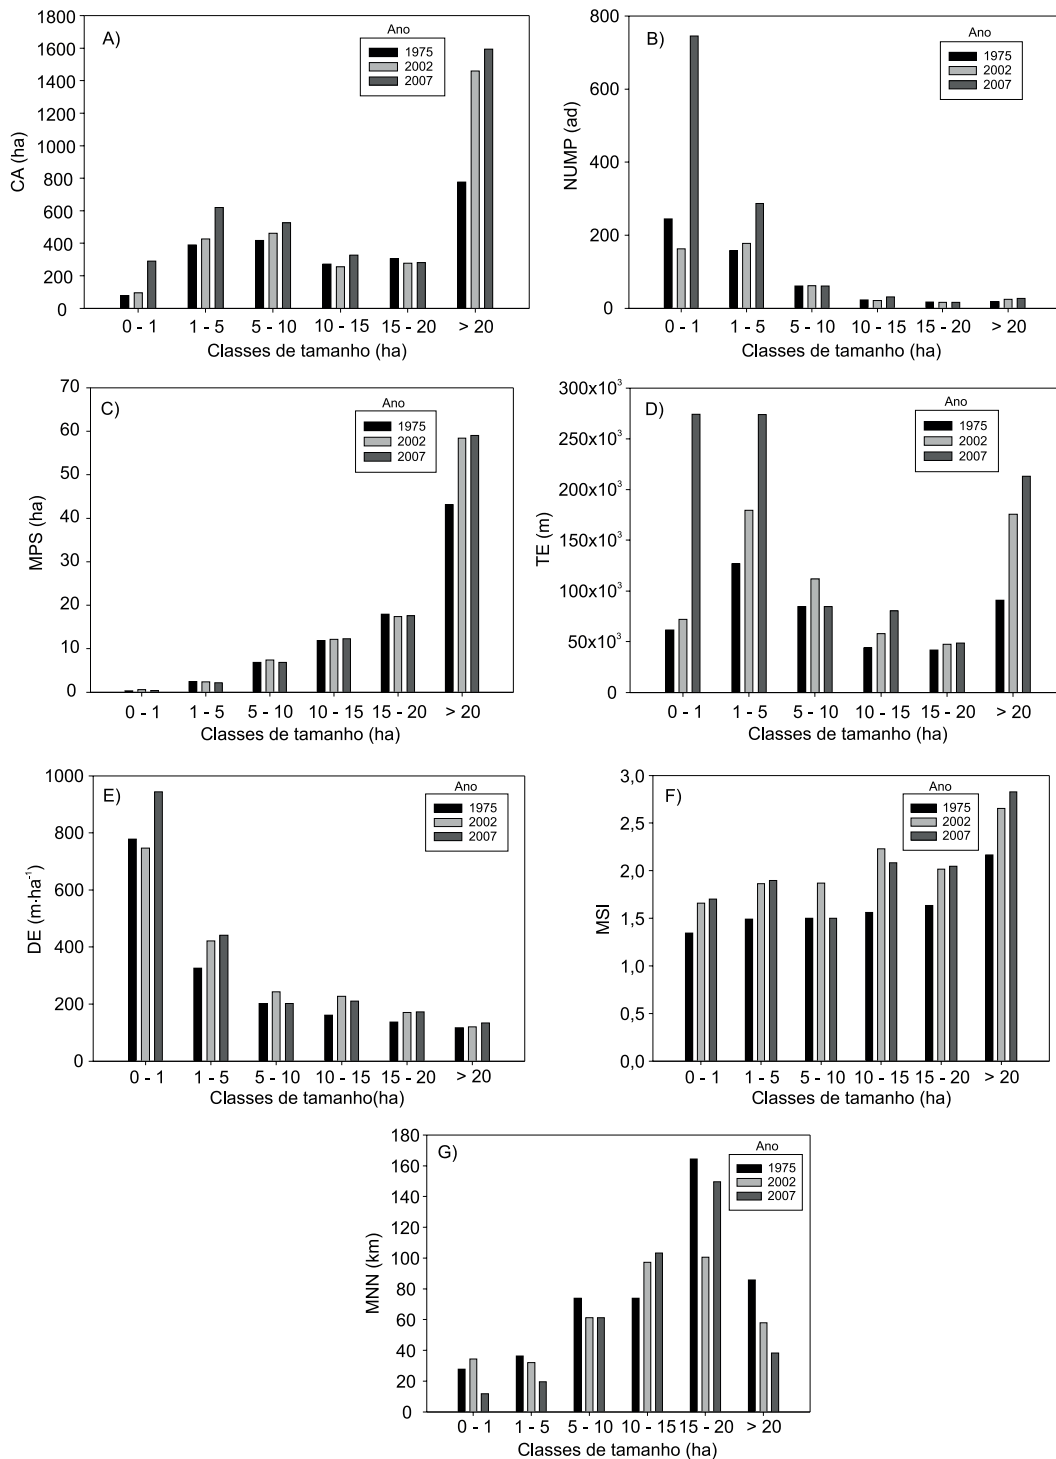 A)
Ano
1975
2002
2007
CA (ha)
1800
1600
1400
1200
1000
800
600
400
200
0
0 - 1 1 - 5 5 - 10 10 - 15 15 - 20 > 20
Classes de tamanho (ha)
B)
Ano
1975
2002
2007
NUMP (ad)
800
600
400
200
0
0 - 1 1 - 5 5 - 10 10 - 15 15 - 20 > 20
Classes de tamanho (ha)
C)
Ano
1975
2002
2007
MPS (ha)
70
60
50
40
30
20
10
0
0 - 1 1 - 5 5 - 10 10 - 15 15 - 20 > 20
Classes de tamanho (ha)
D)
Ano
1975
2002
2007
TE (m)
300x10³
250x10³
200x10³
150x10³
100x10³
50x10³
0
0 - 1 1 - 5 5 - 10 10 - 15 15 - 20 > 20
Classes de tamanho (ha)
E)
Ano
1975
2002
2007
DE (m·ha⁻¹)
1000
800
600
400
200
0
0 - 1 1 - 5 5 - 10 10 - 15 15 - 20 > 20
Classes de tamanho(ha)
F)
Ano
1975
2002
2007
MSI
3,0
2,5
2,0
1,5
1,0
0,5
0,0
0 - 1 1 - 5 5 - 10 10 - 15 15 - 20 > 20
Classes de tamanho (ha)
G)
Ano
1975
2002
2007
MNN (km)
180
160
140
120
100
80
60
40
20
0
0 - 1 1 - 5 5 - 10 10 - 15 15 - 20 > 20
Classes de tamanho (ha)